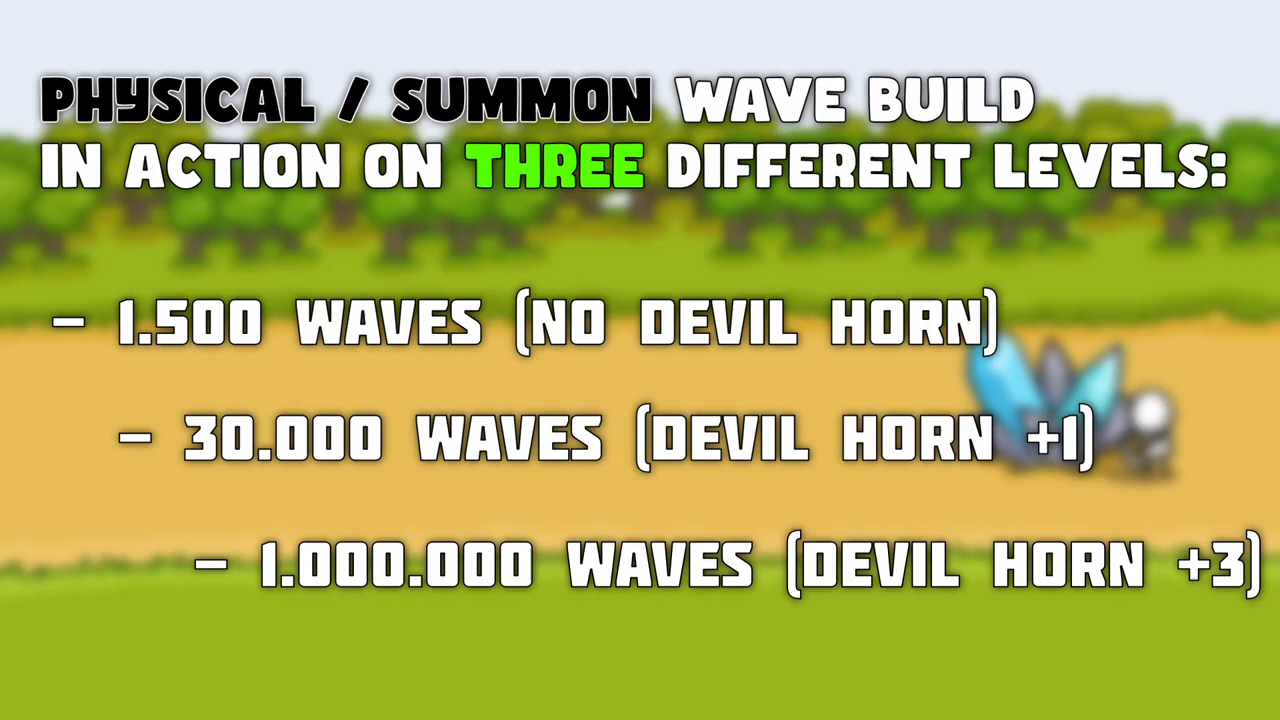 PHYSICAL / SUMMON WAVE BUILD
IN ACTION ON THREE DIFFERENT LEVELS:
- 1.500 WAVES (NO DEVIL HORN)
- 30.000 WAVES (DEVIL HORN +1)
- 1.000.000 WAVES (DEVIL HORN +3)